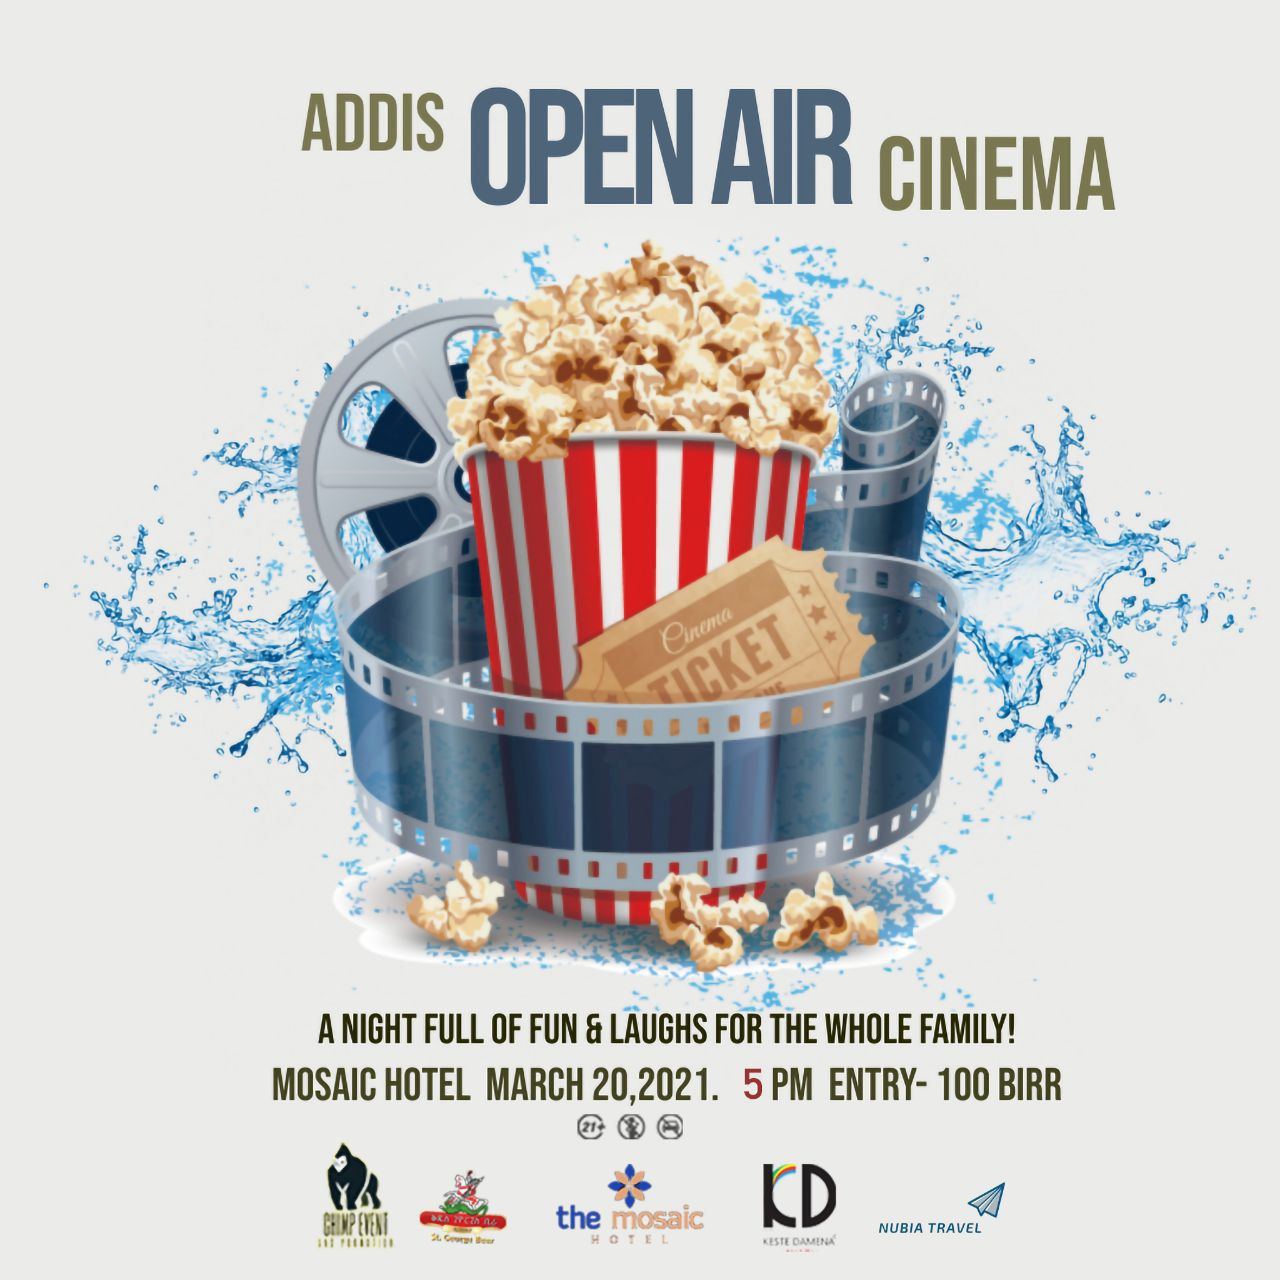 ADDIS OPEN AIR CINEMA
Cinema
TICKET
A NIGHT FULL OF FUN & LAUGHS FOR THE WHOLE FAMILY!
MOSAIC HOTEL MARCH 20,2021. 5 PM ENTRY- 100 BIRR
21+
CHIMP EVENT
AND PROMOTION
St. George Beer
the mosaic
HOTEL
KD
KESTE DAMENA
NUBIA TRAVEL